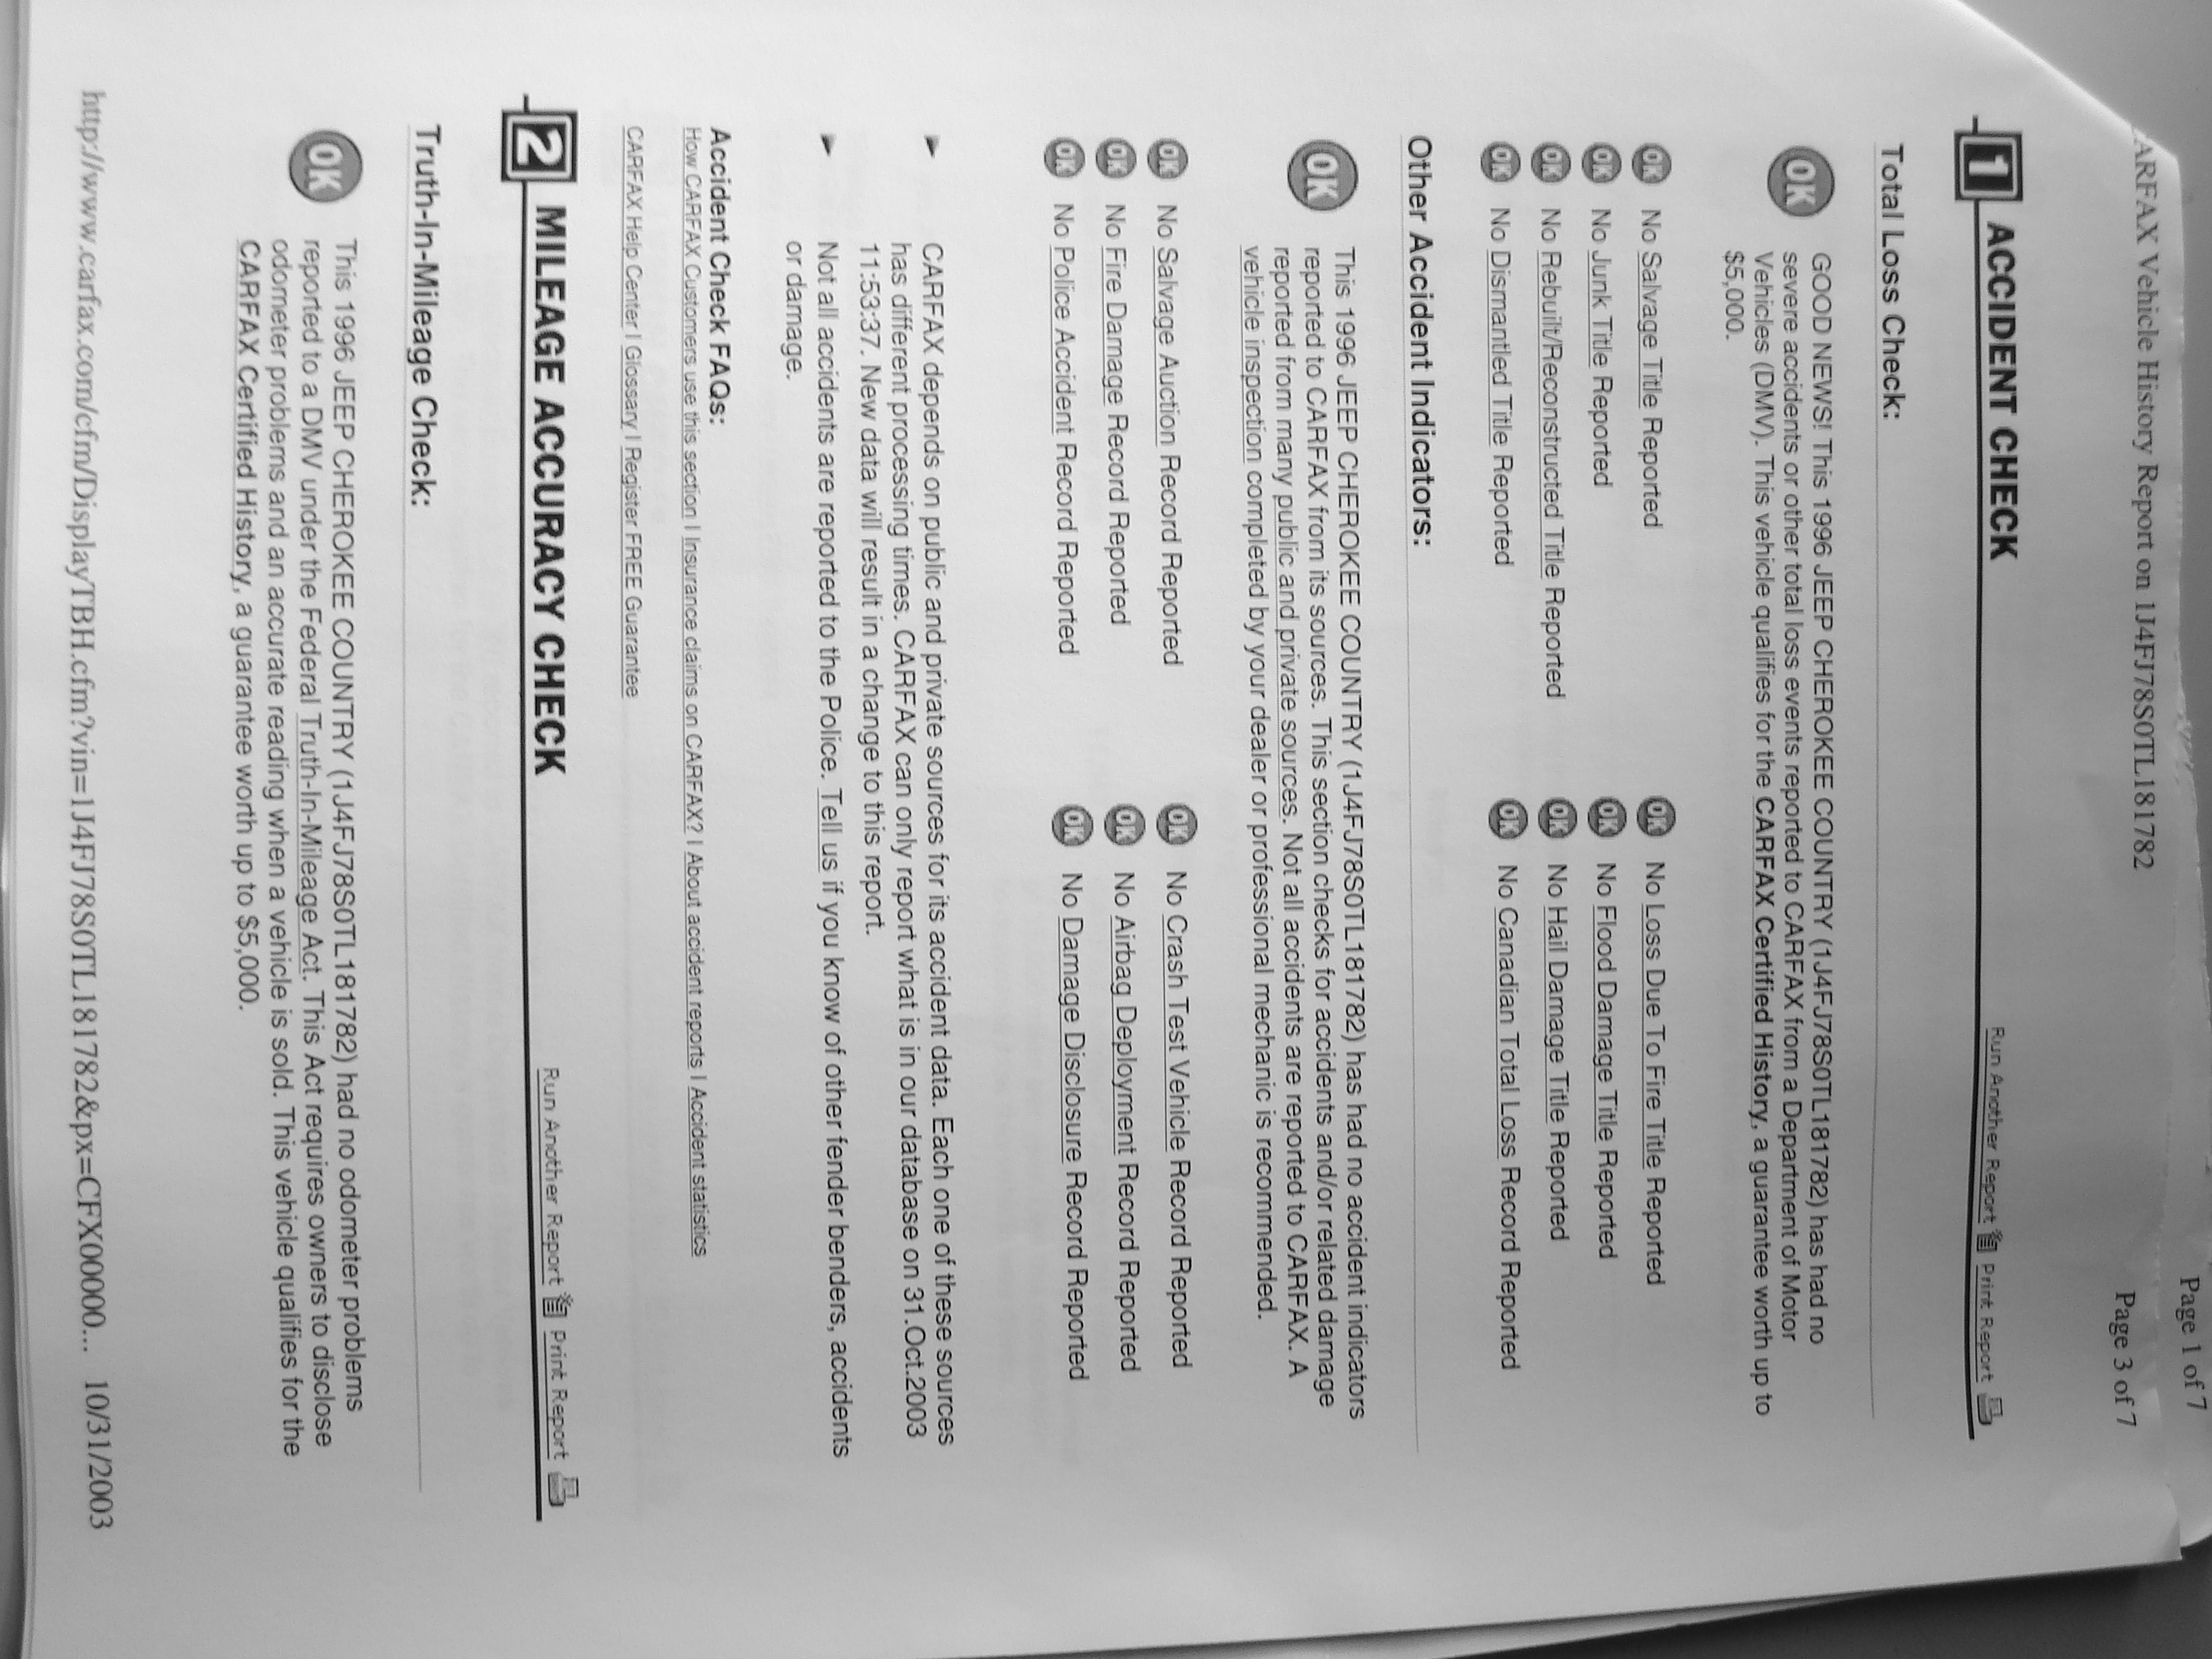 Page 1 of 7
ARFAX Vehicle History Report on 1J4FJ78S0TL181782 Page 3 of 7
1 ACCIDENT CHECK Run Another Report Print Report
Total Loss Check:
OK GOOD NEWS! This 1996 JEEP CHEROKEE COUNTRY (1J4FJ78S0TL181782) has had no
severe accidents or other total loss events reported to CARFAX from a Department of Motor
Vehicles (DMV). This vehicle qualifies for the CARFAX Certified History, a guarantee worth up to
$5,000.
OK No Salvage Title Reported OK No Loss Due To Fire Title Reported
OK No Junk Title Reported OK No Flood Damage Title Reported
OK No Rebuilt/Reconstructed Title Reported OK No Hail Damage Title Reported
OK No Dismantled Title Reported OK No Canadian Total Loss Record Reported
Other Accident Indicators:
OK This 1996 JEEP CHEROKEE COUNTRY (1J4FJ78S0TL181782) has had no accident indicators
reported to CARFAX from its sources. This section checks for accidents and/or related damage
reported from many public and private sources. Not all accidents are reported to CARFAX. A
vehicle inspection completed by your dealer or professional mechanic is recommended.
OK No Salvage Auction Record Reported OK No Crash Test Vehicle Record Reported
OK No Fire Damage Record Reported OK No Airbag Deployment Record Reported
OK No Police Accident Record Reported OK No Damage Disclosure Record Reported
CARFAX depends on public and private sources for its accident data. Each one of these sources
has different processing times. CARFAX can only report what is in our database on 31.Oct.2003
11:53:37. New data will result in a change to this report.
Not all accidents are reported to the Police. Tell us if you know of other fender benders, accidents
or damage.
Accident Check FAQs:
How CARFAX Customers use this section | Insurance claims on CARFAX? | About accident reports | Accident statistics
CARFAX Help Center | Glossary | Register FREE Guarantee
2 MILEAGE ACCURACY CHECK Run Another Report Print Report
Truth-In-Mileage Check:
OK This 1996 JEEP CHEROKEE COUNTRY (1J4FJ78S0TL181782) had no odometer problems
reported to a DMV under the Federal Truth-In-Mileage Act. This Act requires owners to disclose
odometer problems and an accurate reading when a vehicle is sold. This vehicle qualifies for the
CARFAX Certified History, a guarantee worth up to $5,000.
http://www.carfax.com/cfm/DisplayTBH.cfm?vin=1J4FJ78S0TL181782&px=CFX00000... 10/31/2003